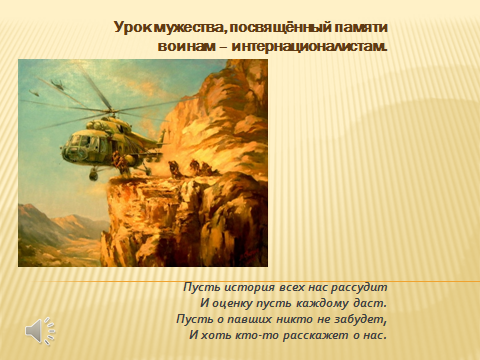 Урок мужества, посвящённый памяти
воинам – интернационалистам.
Пусть история всех нас рассудит
И оценку пусть каждому даст.
Пусть о павших никто не забудет,
И хоть кто-то расскажет о нас.